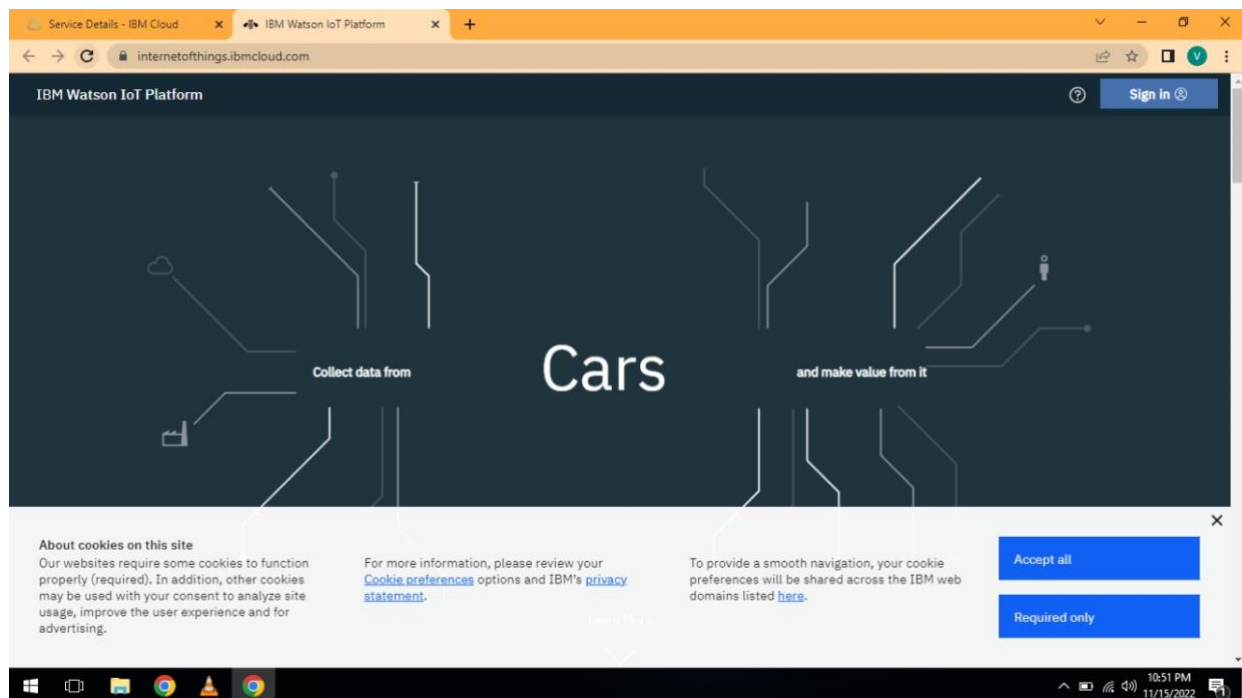 Service Details - IBM Cloud
IBM Watson IoT Platform
internetofthings.ibmcloud.com
V
IBM Watson IoT Platform
Sign in
Collect data from
Cars
and make value from it
About cookies on this site
Our websites require some cookies to function
properly (required). In addition, other cookies
may be used with your consent to analyze site
usage, improve the user experience and for
advertising.
For more information, please review your
Cookie preferences options and IBM's privacy
statement.
To provide a smooth navigation, your cookie
preferences will be shared across the IBM web
domains listed here.
Accept all
Required only
Learn More
10:51 PM
11/15/2022
1